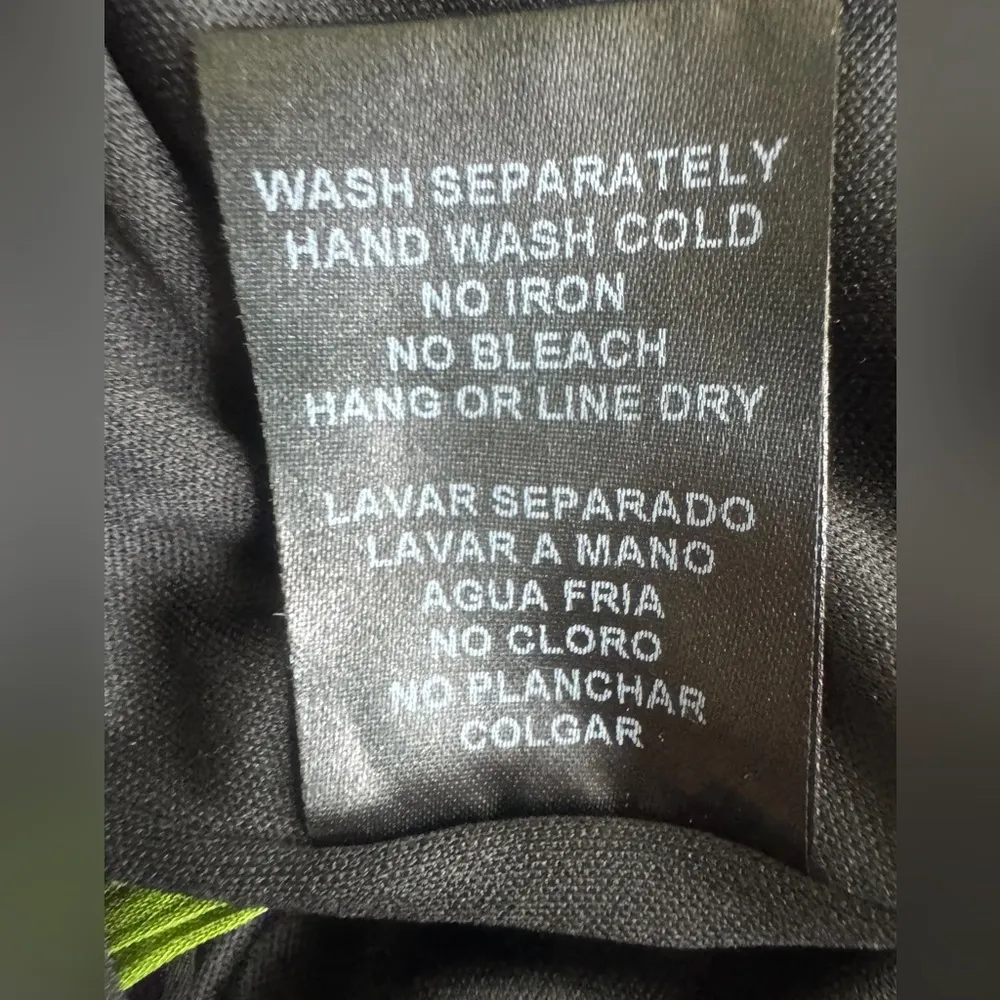 WASH SEPARATELY
HAND WASH COLD
NO IRON
NO BLEACH
HANG OR LINE DRY
LAVAR SEPARADO
LAVAR A MANO
AGUA FRIA
NO CLORO
NO PLANCHAR
COLGAR